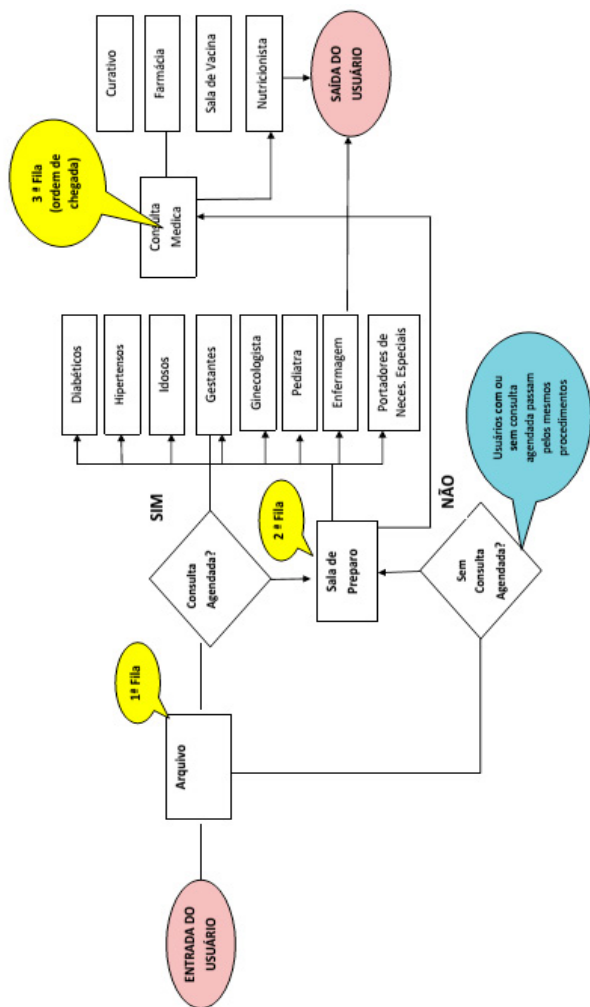 ENTRADA DO
USUÁRIO
Arquivo
1ª Fila
Consulta
Agendada?
SIM
Sem
Consulta
Agendada?
NÃO
Usuários com ou
sem consulta
agendada passam
pelos mesmos
procedimentos
2ª Fila
Sala de
Preparo
Diabéticos
Hipertensos
Idosos
Gestantes
Ginecologista
Pediatra
Enfermagem
Portadores de
Neces. Especiais
3 ª Fila
(ordem de
chegada)
Consulta
Medica
Curativo
Farmácia
Sala de Vacina
Nutricionista
SAÍDA DO
USUÁRIO